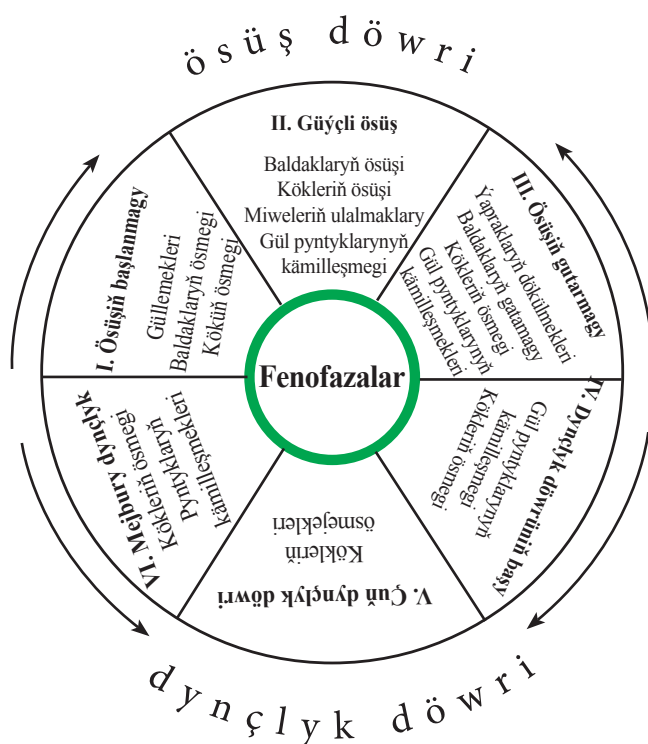 ösüş döwri
I. Ösüşiň başlanmagy
Güllemekleri
Baldaklaryň ösmegi
Köküň ösmegi
II. Güýçli ösüş
Baldaklaryň ösüşi
Kökleriň ösüşi
Miweleriň ulalmaklary
Gül pyntyklarynyň
kämilleşmegi
III. Ösüşiň gutarmagy
Ýapraklaryň dökülmekleri
Baldaklaryň gatamagy
Kökleriň ösmegi
Gül pyntyklarynyň
kämilleşmekleri
Fenofazalar
IV. Dynçlyk döwrüniň başy
Gül pyntyklarynyň
kämilleşmegi
Kökleriň ösmegi
V. Çuň dynçlyk döwri
Kökleriň
ösmejekleri
VI. Mejbury dynçlyk
Kökleriň ösmegi
Pyntyklaryň
kämilleşmekleri
dynçlyk döwri